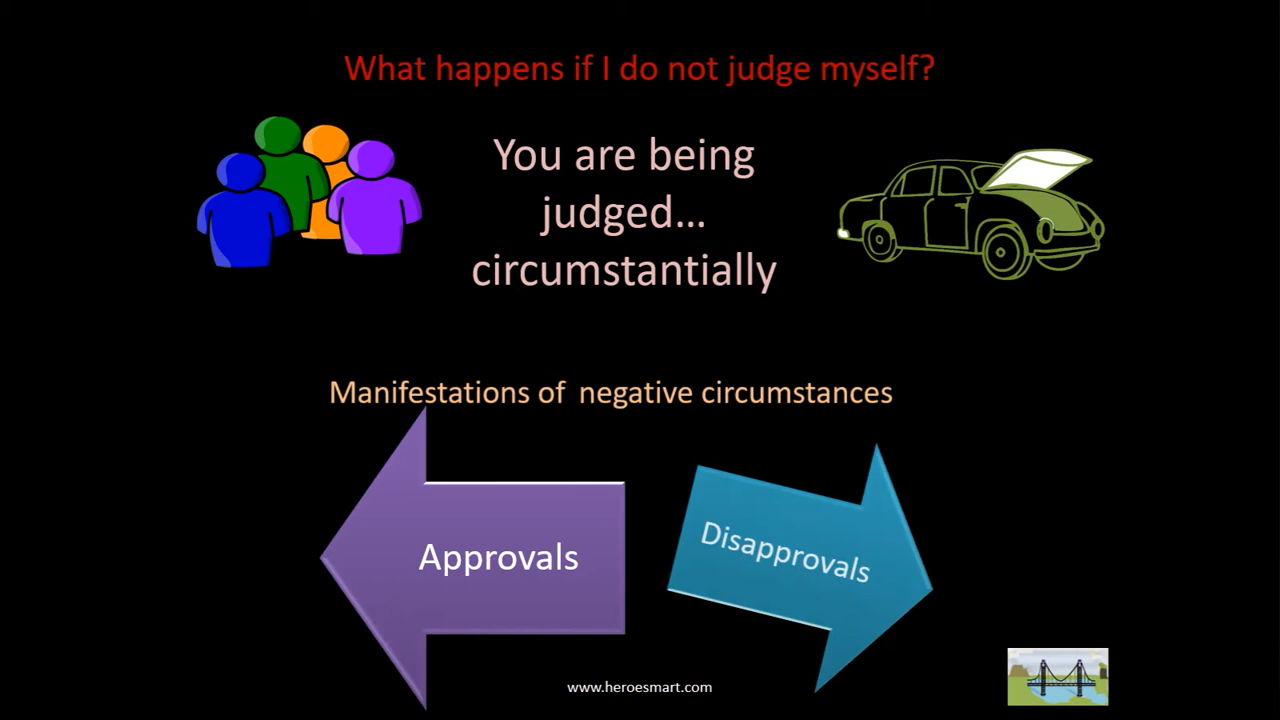 What happens if I do not judge myself?
You are being
judged...
circumstantially
Manifestations of  negative circumstances
Approvals
Disapprovals
www.heroesmart.com